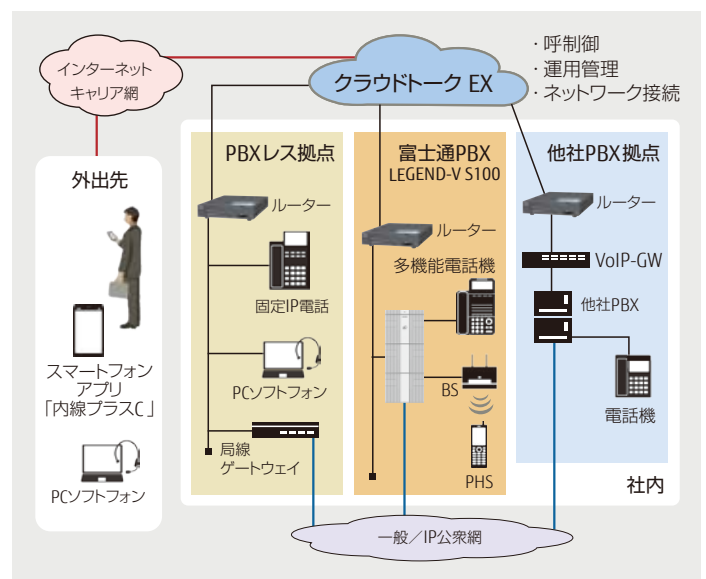 インターネット
キャリア網
クラウドトーク EX
・呼制御
・運用管理
・ネットワーク接続
外出先
スマートフォン
アプリ
「内線プラスC」
PCソフトフォン
PBXレス拠点
ルーター
固定IP電話
PCソフトフォン
局線
ゲートウェイ
富士通PBX
LEGEND-V S100
ルーター
多機能電話機
BS
PHS
他社PBX拠点
ルーター
VoIP-GW
他社PBX
電話機
社内
一般／IP公衆網